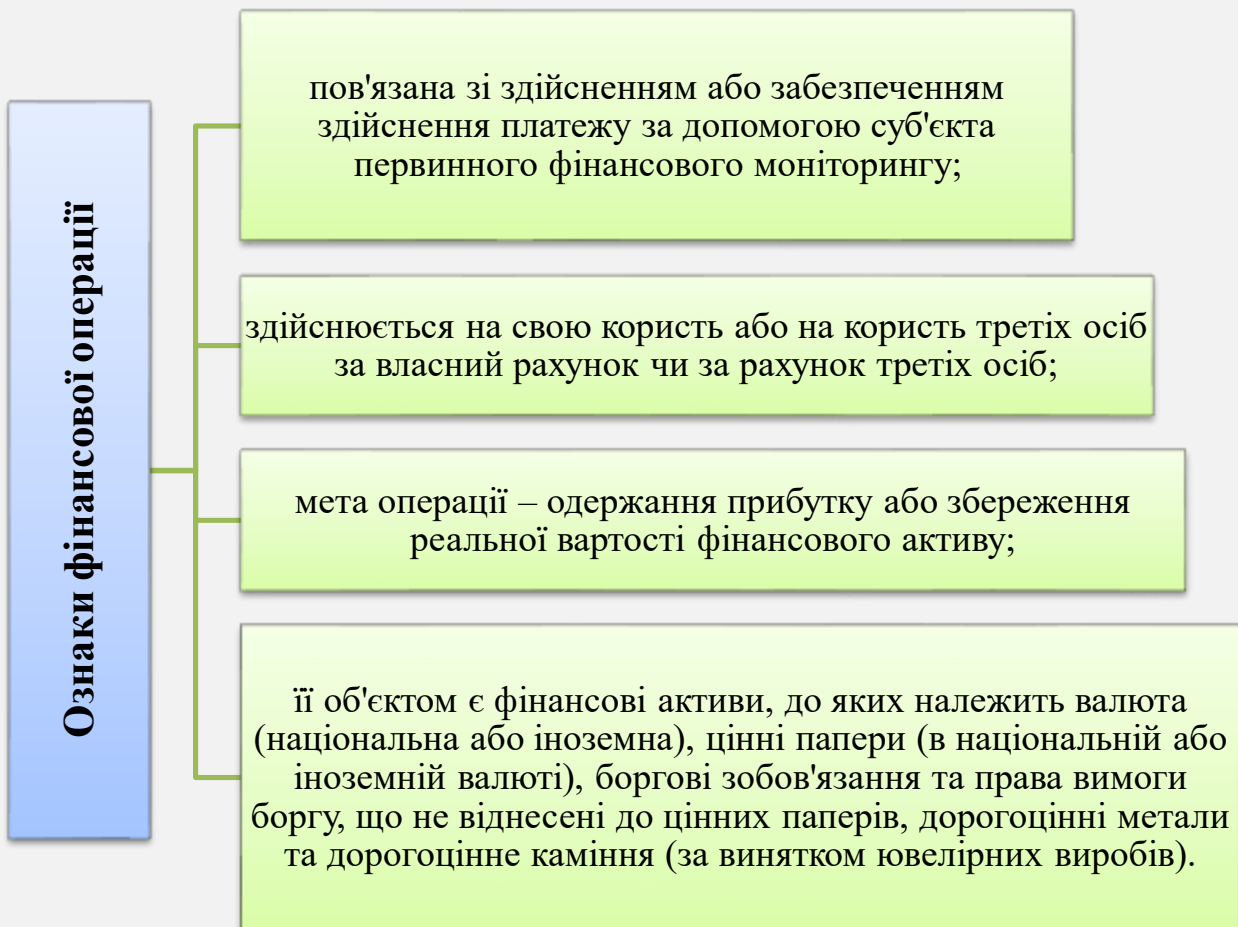 Ознаки фінансової операції
пов'язана зі здійсненням або забезпеченням
здійснення платежу за допомогою суб'єкта
первинного фінансового моніторингу;
здійснюється на свою користь або на користь третіх осіб
за власний рахунок чи за рахунок третіх осіб;
мета операції – одержання прибутку або збереження
реальної вартості фінансового активу;
її об'єктом є фінансові активи, до яких належить валюта
(національна або іноземна), цінні папери (в національній або
іноземній валюті), боргові зобов'язання та права вимоги
боргу, що не віднесені до цінних паперів, дорогоцінні метали
та дорогоцінне каміння (за винятком ювелірних виробів).